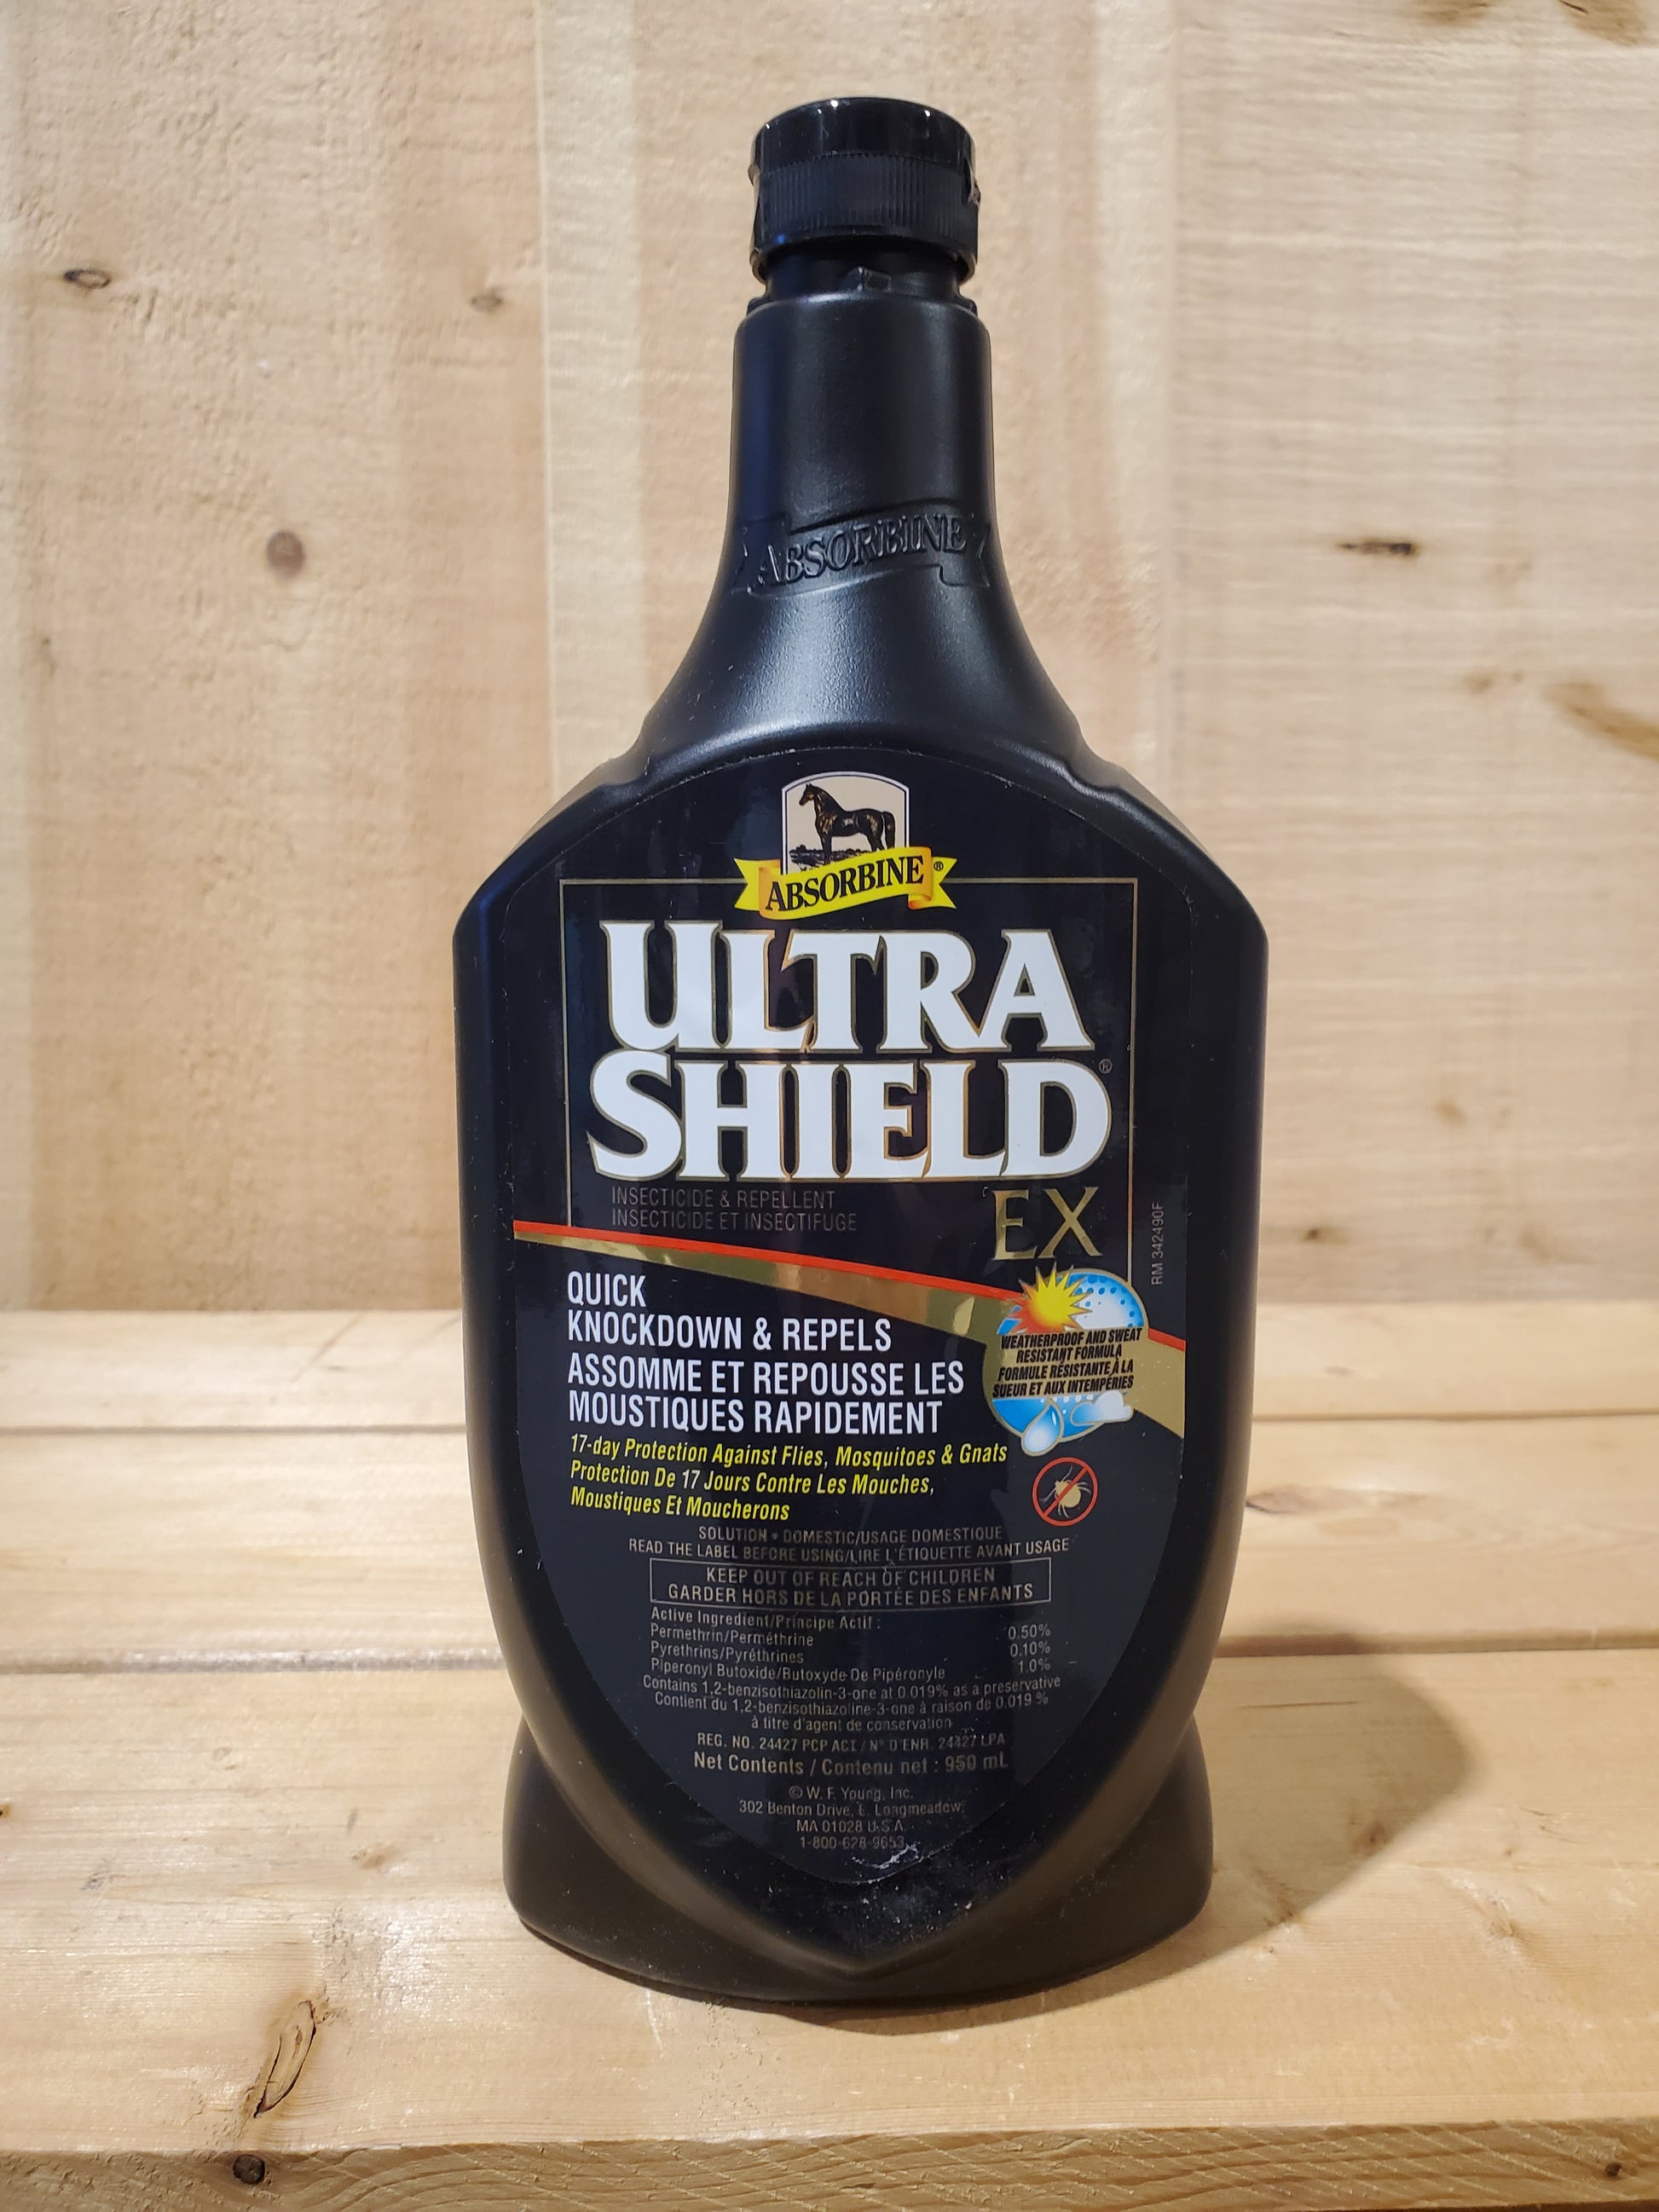 ABSORBINE
ABSORBINE®
ULTRA
SHIELD®
EX
INSECTICIDE & REPELLENT
INSECTICIDE ET INSECTIFUGE
RM 342490F
QUICK
KNOCKDOWN & REPELS
ASSOMME ET REPOUSSE LES
MOUSTIQUES RAPIDEMENT
WEATHERPROOF AND SWEAT
RESISTANT FORMULA
FORMULE RÉSISTANTE À LA
SUEUR ET AUX INTEMPÉRIES
17-day Protection Against Flies, Mosquitoes & Gnats
Protection De 17 Jours Contre Les Mouches,
Moustiques Et Moucherons
SOLUTION • DOMESTIC/USAGE DOMESTIQUE
READ THE LABEL BEFORE USING/LIRE L'ÉTIQUETTE AVANT USAGE
KEEP OUT OF REACH OF CHILDREN
GARDER HORS DE LA PORTÉE DES ENFANTS
Active Ingredient/Principe Actif :
Permethrin/Perméthrine 0.50%
Pyrethrins/Pyréthrines 0.10%
Piperonyl Butoxide/Butoxyde De Pipéronyle 1.0%
Contains 1,2-benzisothiazolin-3-one at 0.019% as a preservative
Contient du 1,2-benzisothiazoline-3-one à raison de 0.019 %
à titre d'agent de conservation
REG. NO. 24427 PCP ACT / N° D'ENR. 24427 LPA
Net Contents / Contenu net : 950 mL
© W. F. Young, Inc.
302 Benton Drive, E. Longmeadow,
MA 01028 U.S.A.
1-800-628-9653